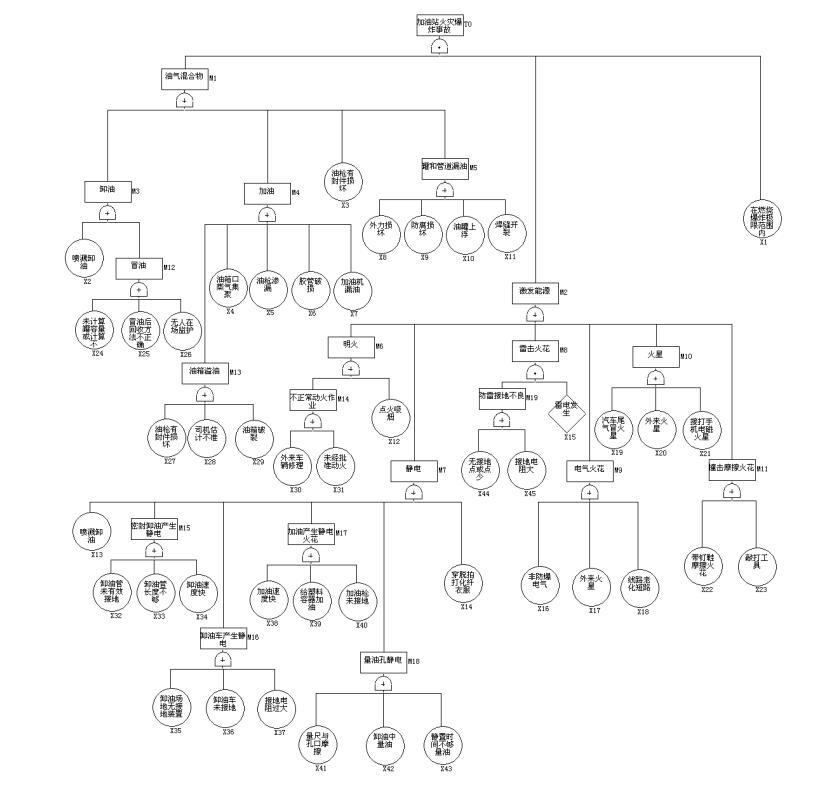 加油站火灾爆
炸事故
T0
油气混合物
M1
卸油
M3
加油
M4
油枪有
封件损
坏
X3
罐和管道漏油
M5
在燃烧
爆炸极
限范围
内
X1
喷溅卸
油
X2
冒油
M12
油箱口
蒸气集
聚
X4
油枪渗
漏
X5
胶管破
损
X6
加油机
漏油
X7
外力损
坏
X8
防腐损
坏
X9
油罐上
浮
X10
焊缝开
裂
X11
激发能源
M2
未计算
罐容量
或计算
不
X24
冒油后
回收方
法不正
确
X25
无人在
场监护
X26
油箱溢油
M13
明火
M6
雷击火花
M8
火星
M10
油枪有
封件损
坏
X27
司机估
计不准
X28
油箱破
裂
X29
不正常动火作
业
M14
点火吸
烟
X12
防雷接地不良
M19
雷电发
生
X15
汽车尾
气冒火
星
X19
外来火
星
X20
接打手
机电磁
火星
X21
外来车
辆修理
X30
未经批
准动火
X31
静电
M7
无接地
点或点
少
X44
接地电
阻大
X45
电气火花
M9
撞击摩擦火花
M11
喷溅卸
油
X13
密封卸油产生
静电
M15
加油产生静电
火花
M17
穿脱拍
打化纤
衣服
X14
非防爆
电气
X16
外来火
星
X17
线路老
化短路
X18
带钉鞋
摩擦火
花
X22
敲打工
具
X23
卸油管
未有效
接地
X32
卸油管
长度不
够
X33
卸油速
度快
X34
加油速
度快
X38
给塑料
容器加
油
X39
加油枪
未接地
X40
卸油车产生静
电
M16
量油孔静电
M18
卸油场
地无接
地装置
X35
卸油车
未接地
X36
接地电
阻过大
X37
量尺与
孔口摩
擦
X41
卸油中
量油
X42
静置时
间不够
量油
X43